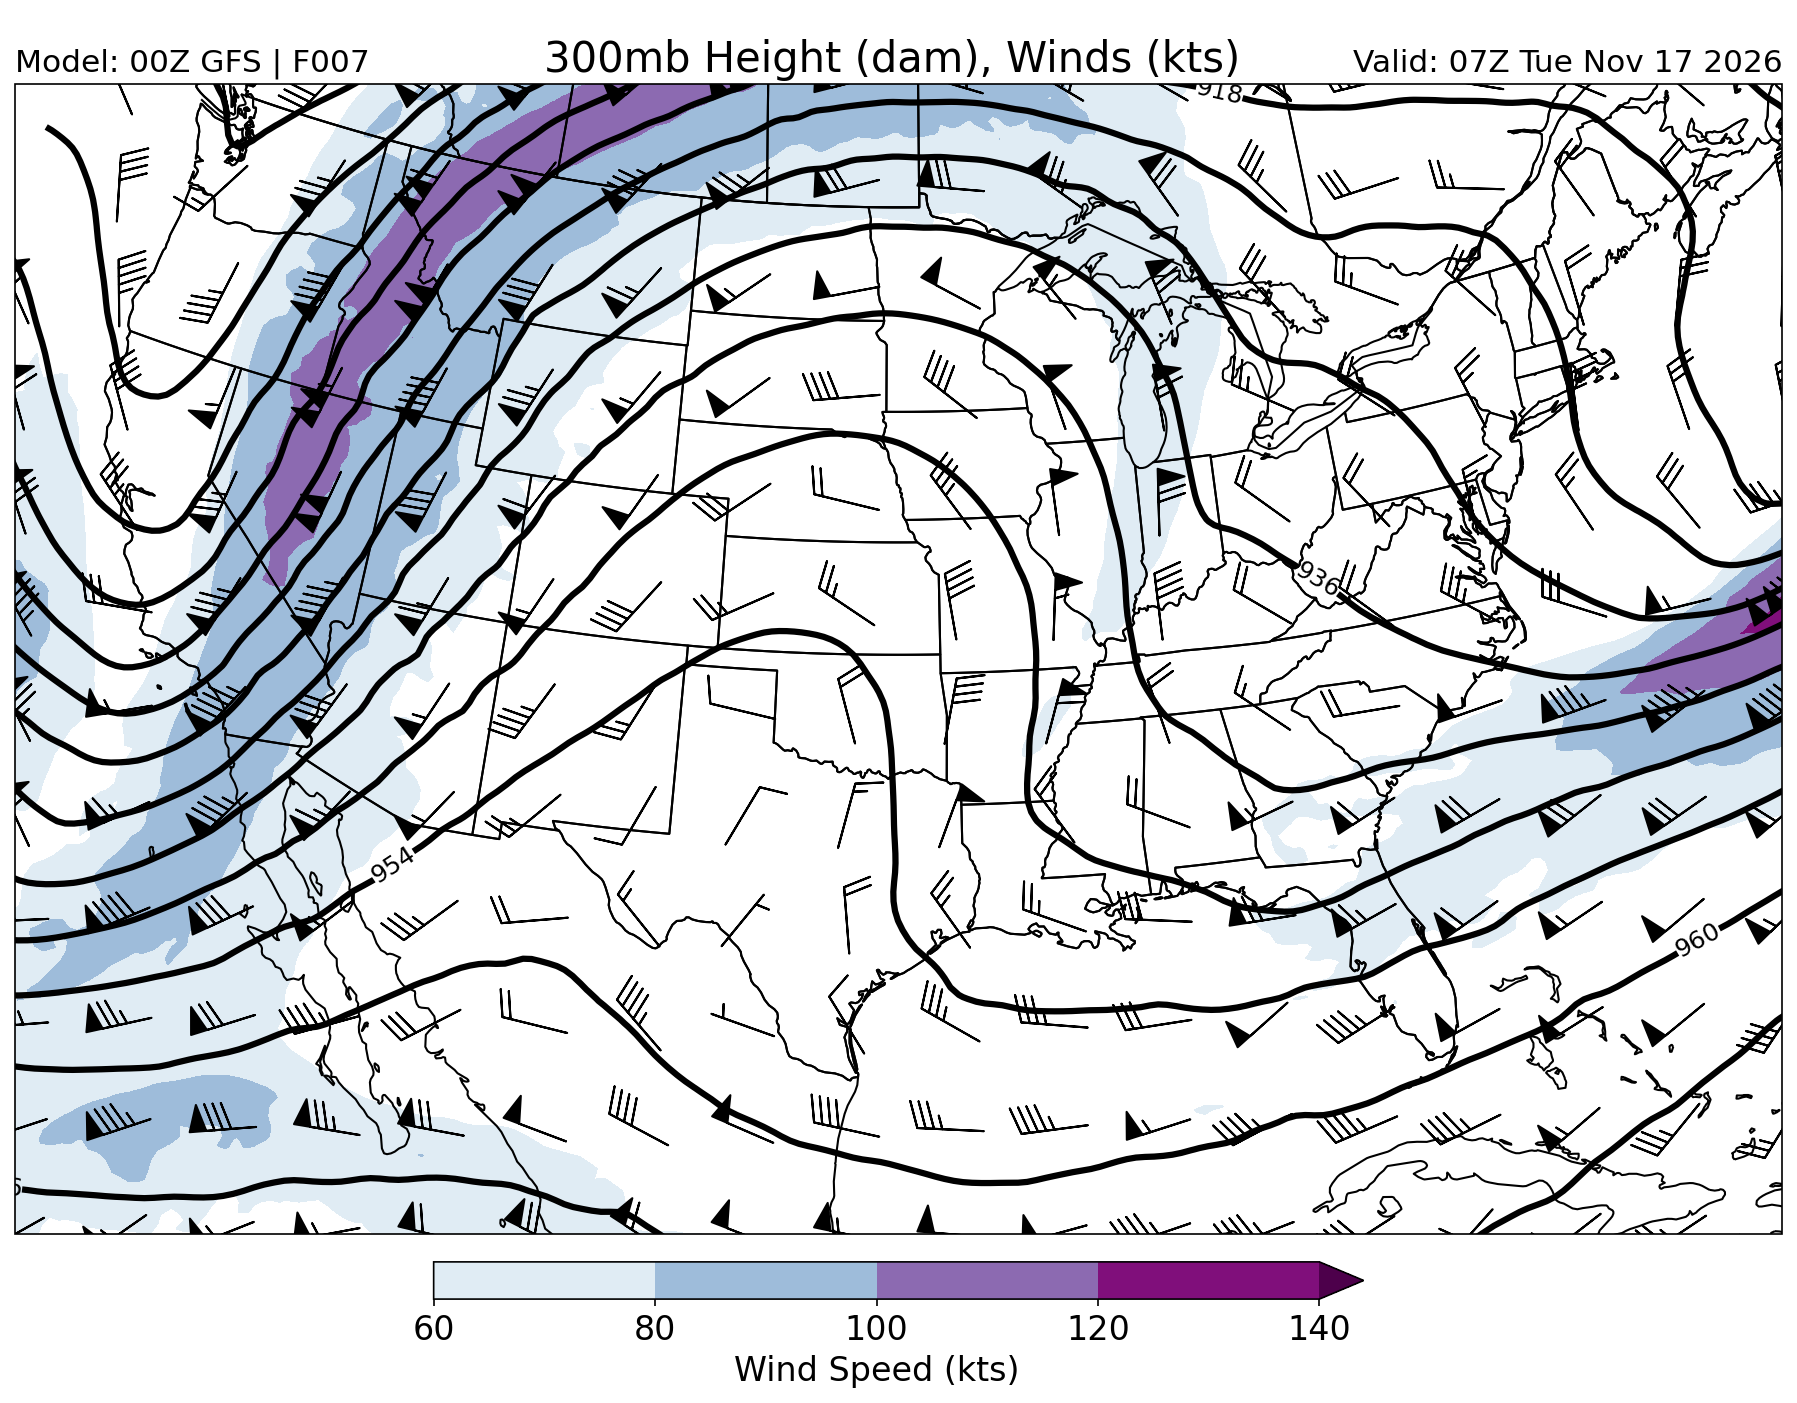 Model: 00Z GFS | F007
300mb Height (dam), Winds (kts)
Valid: 07Z Tue Nov 17 2026
918
936
954
960
60 80 100 120 140
Wind Speed (kts)